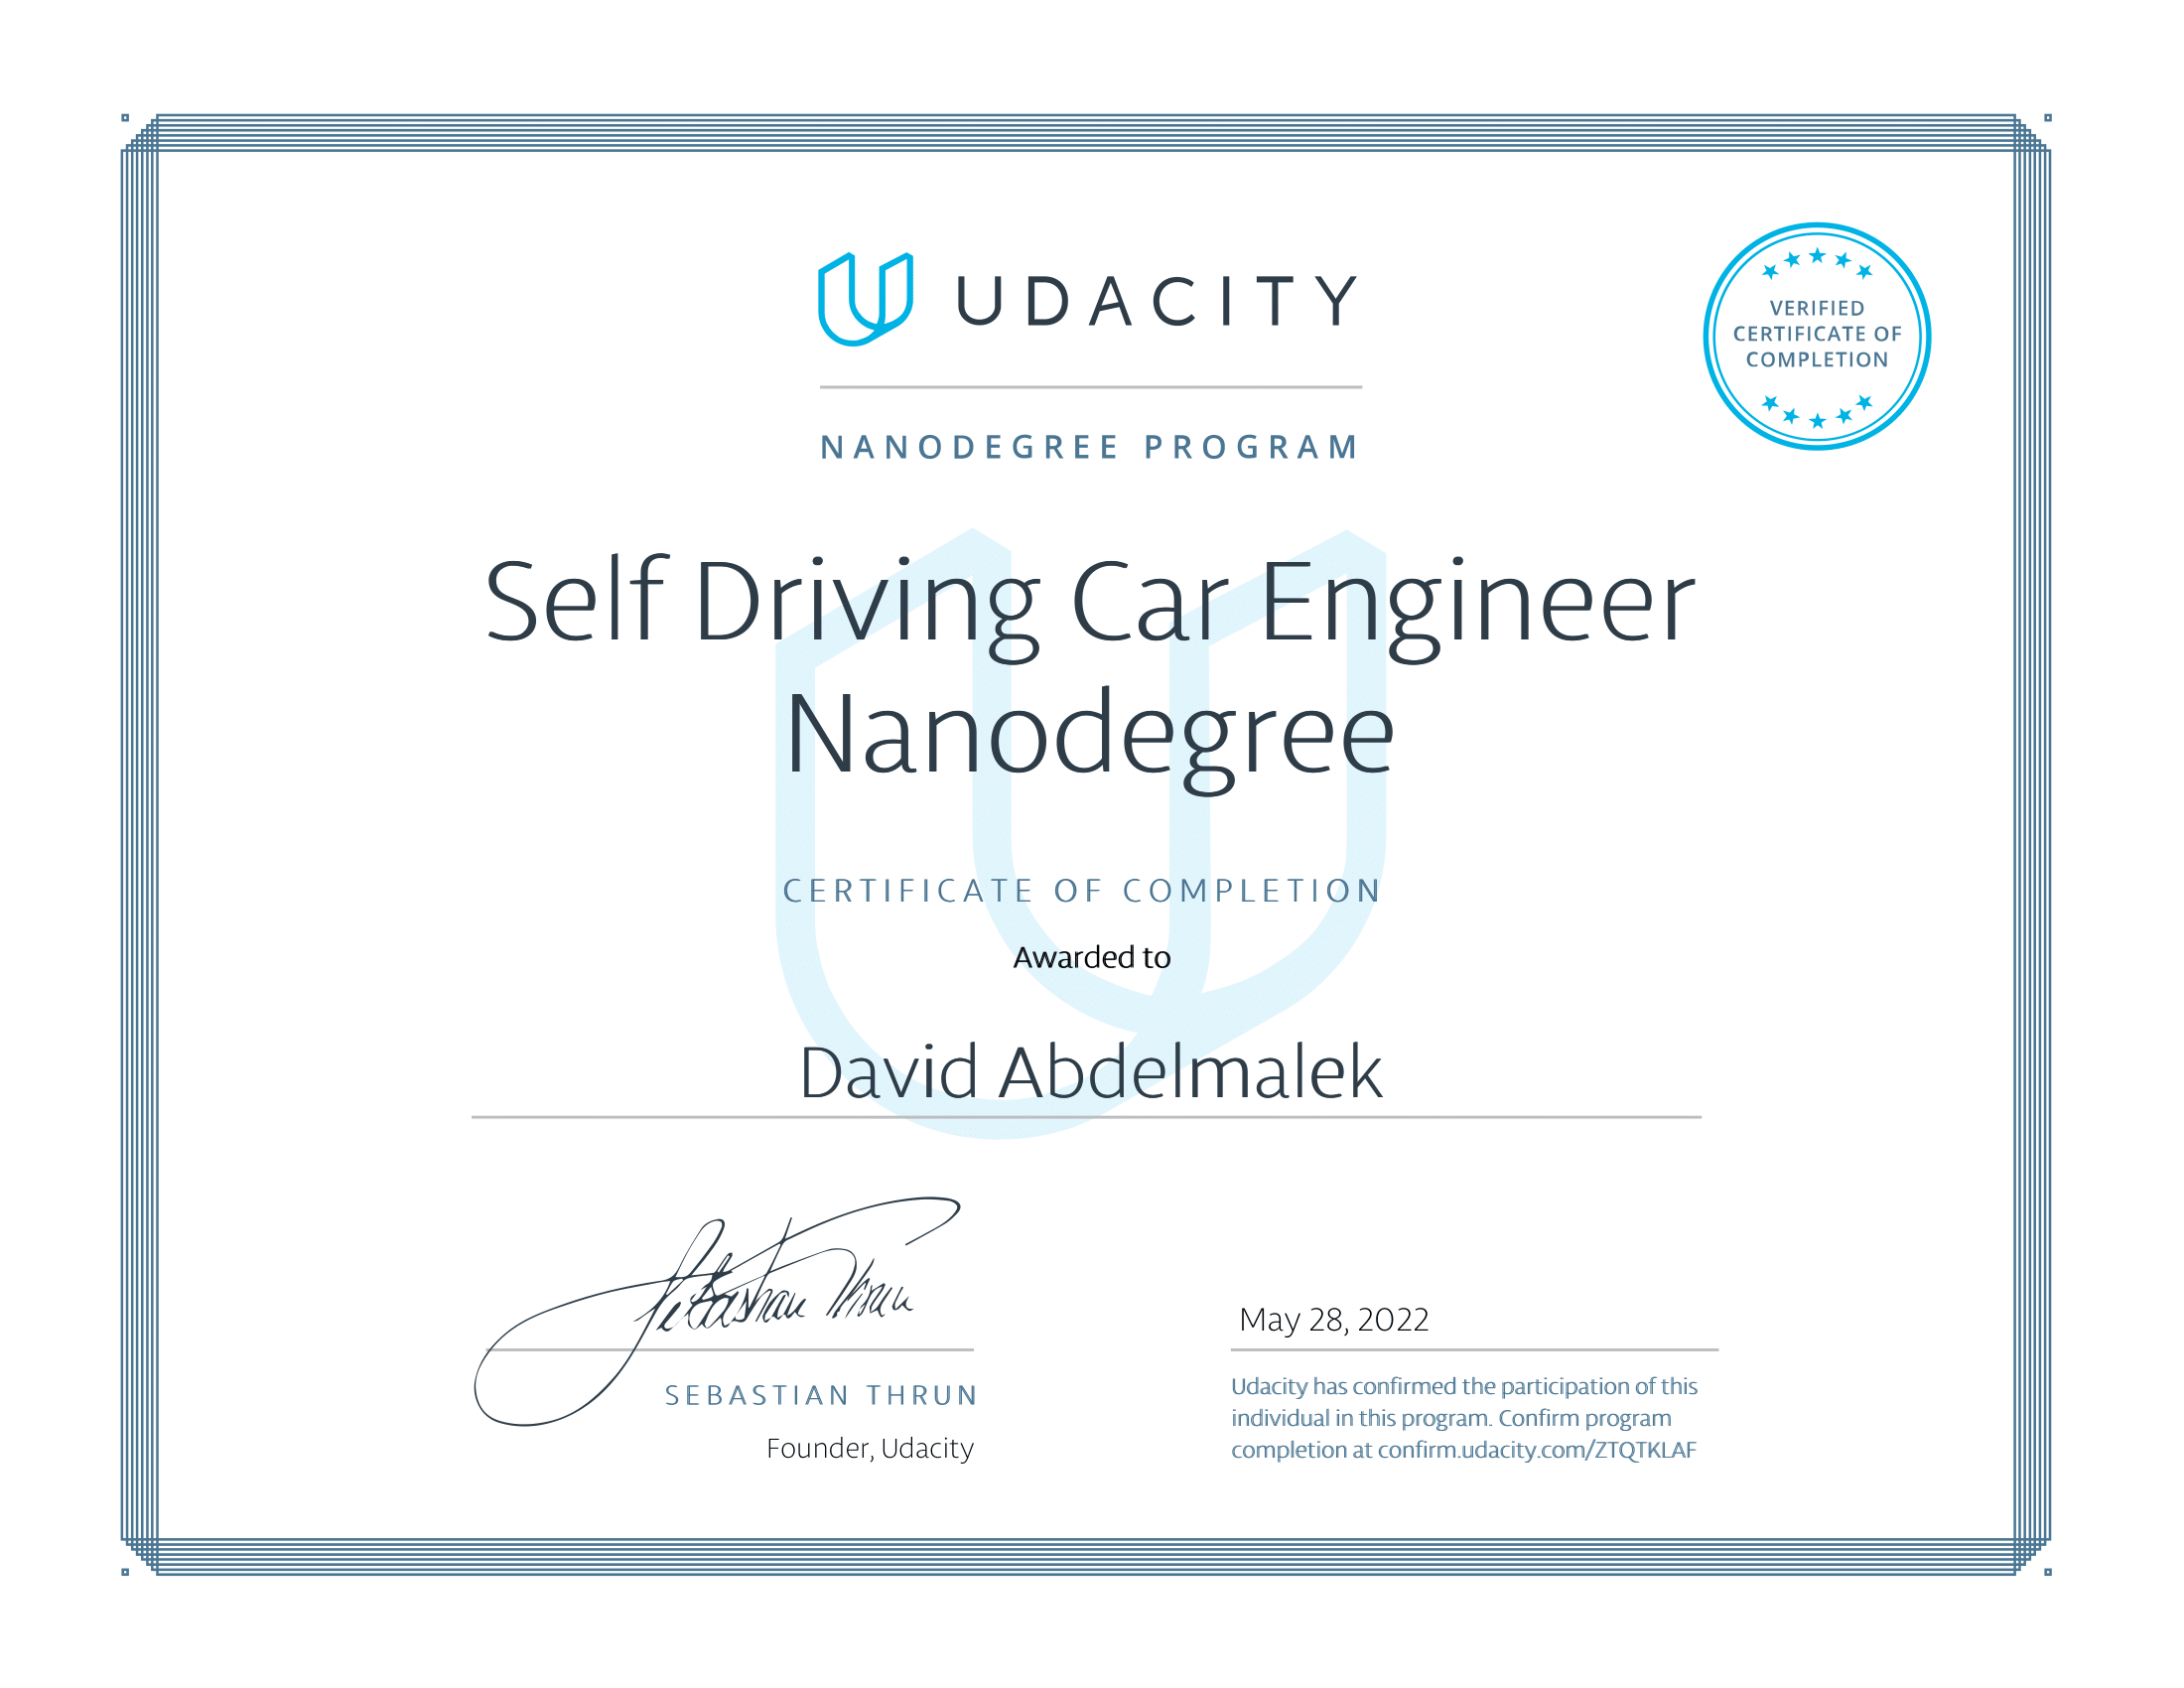 UDACITY
VERIFIED
CERTIFICATE OF
COMPLETION
NANODEGREE PROGRAM
Self Driving Car Engineer
Nanodegree
CERTIFICATE OF COMPLETION
Awarded to
David Abdelmalek
Sebastian Thrun
SEBASTIAN THRUN
Founder, Udacity
May 28, 2022
Udacity has confirmed the participation of this
individual in this program. Confirm program
completion at confirm.udacity.com/ZTQTKLAF